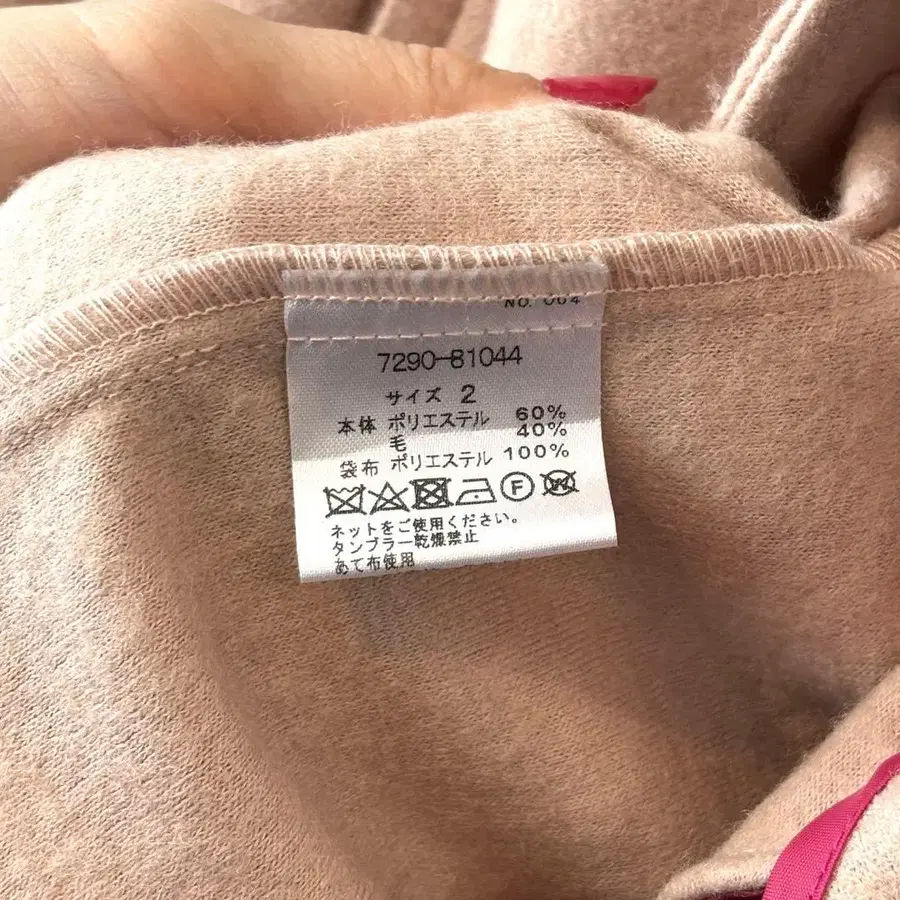 No. 064
7290-81044
サイズ 2
本体 ポリエステル 60%
毛 40%
袋布 ポリエステル 100%
F W
ネットをご使用ください。
タンブラー乾燥禁止
あて布使用